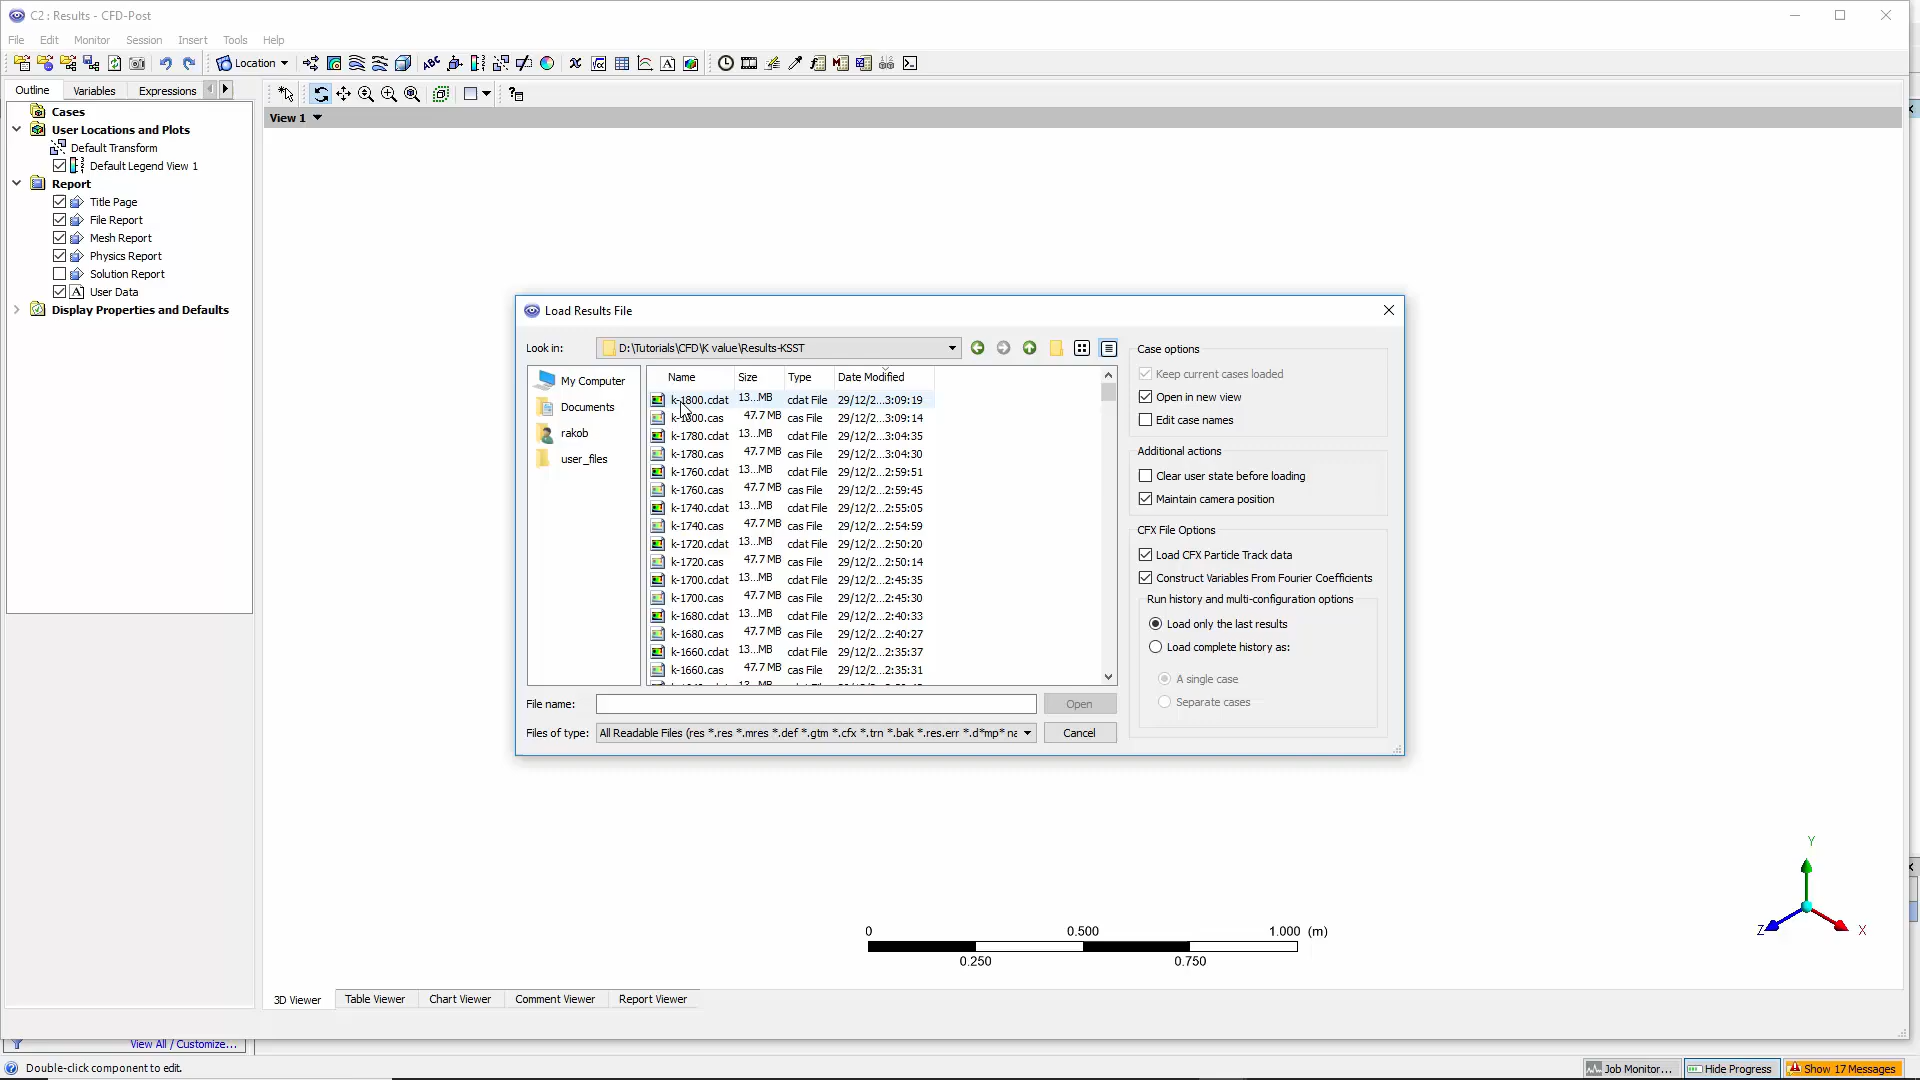 C2 : Results - CFD-Post
File Edit Monitor Session Insert Tools Help
Location
Outline Variables Expressions
View 1
Cases
User Locations and Plots
Default Transform
Default Legend View 1
Report
Title Page
File Report
Mesh Report
Physics Report
Solution Report
User Data
Display Properties and Defaults
Load Results File
Look in: D:\Tutorials\CFD\K value\Results-KSST
My Computer
Documents
rakob
user_files
Name Size Type Date Modified
k-1800.cdat 13...MB cdat File 29/12/2...3:09:19
k-1800.cas 47.7 MB cas File 29/12/2...3:09:14
k-1780.cdat 13...MB cdat File 29/12/2...3:04:35
k-1780.cas 47.7 MB cas File 29/12/2...3:04:30
k-1760.cdat 13...MB cdat File 29/12/2...2:59:51
k-1760.cas 47.7 MB cas File 29/12/2...2:59:45
k-1740.cdat 13...MB cdat File 29/12/2...2:55:05
k-1740.cas 47.7 MB cas File 29/12/2...2:54:59
k-1720.cdat 13...MB cdat File 29/12/2...2:50:20
k-1720.cas 47.7 MB cas File 29/12/2...2:50:14
k-1700.cdat 13...MB cdat File 29/12/2...2:45:35
k-1700.cas 47.7 MB cas File 29/12/2...2:45:30
k-1680.cdat 13...MB cdat File 29/12/2...2:40:33
k-1680.cas 47.7 MB cas File 29/12/2...2:40:27
k-1660.cdat 13...MB cdat File 29/12/2...2:35:37
k-1660.cas 47.7 MB cas File 29/12/2...2:35:31
File name: Open
Files of type: All Readable Files (res *.res *.mres *.def *.gtm *.cfx *.trn *.bak *.res.err *.d*mp* na Cancel
Case options
Keep current cases loaded
Open in new view
Edit case names
Additional actions
Clear user state before loading
Maintain camera position
CFX File Options
Load CFX Particle Track data
Construct Variables From Fourier Coefficients
Run history and multi-configuration options
Load only the last results
Load complete history as:
A single case
Separate cases
Y
Z X
0 0.500 1.000 (m)
0.250 0.750
3D Viewer Table Viewer Chart Viewer Comment Viewer Report Viewer
View All / Customize...
Double-click component to edit.
Job Monitor... Hide Progress Show 17 Messages